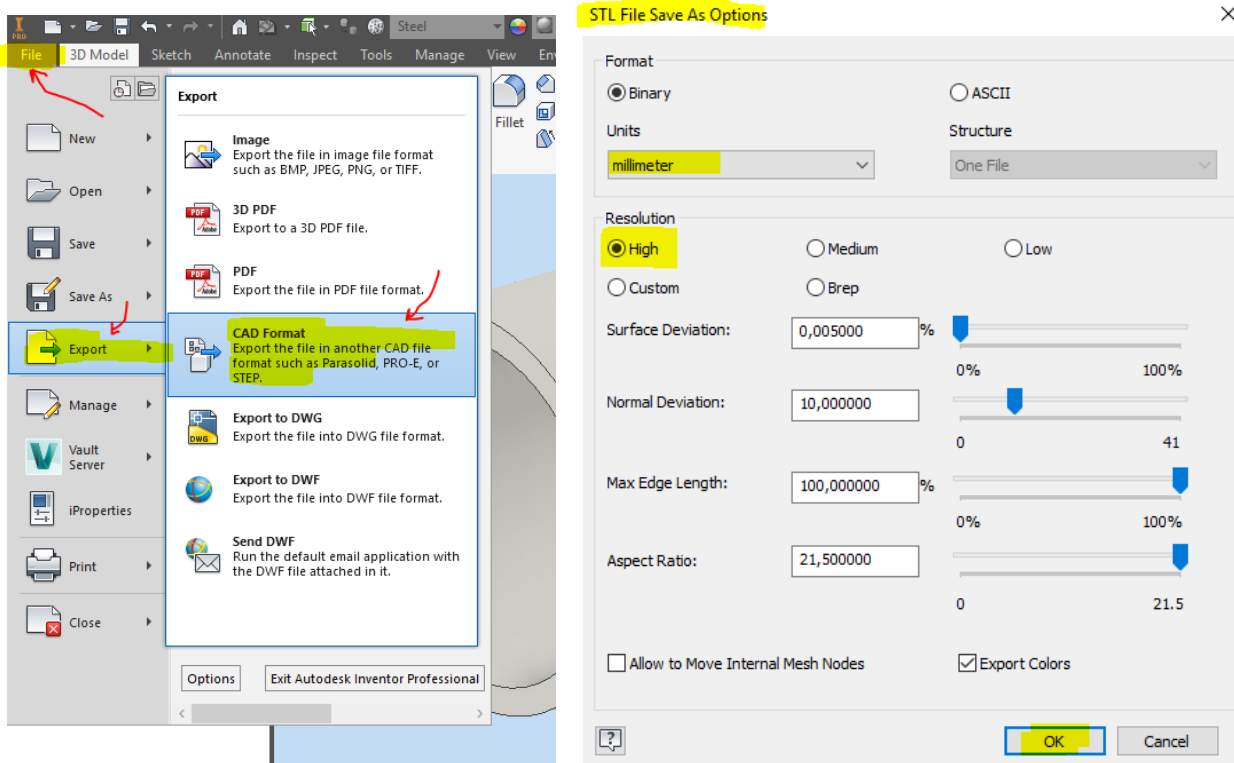 PRO
Steel
File
3D Model
Sketch
Annotate
Inspect
Tools
Manage
View
Export
Image
Export the file in image file format
such as BMP, JPEG, PNG, or TIFF.
3D PDF
Export to a 3D PDF file.
PDF
Export the file in PDF file format.
CAD Format
Export the file in another CAD file
format such as Parasolid, PRO-E, or
STEP.
Export to DWG
Export the file into DWG file format.
Export to DWF
Export the file into DWF file format.
Send DWF
Run the default email application with
the DWF file attached in it.
New
Open
Save
Save As
Export
Manage
Vault
Server
iProperties
Print
Close
PDF
Adobe
PDF
Adobe
DWG
Fillet
Options
Exit Autodesk Inventor Professional
STL File Save As Options
Format
Binary
ASCII
Units
Structure
millimeter
One File
Resolution
High
Medium
Low
Custom
Brep
Surface Deviation:
0,005000
%
0%
100%
Normal Deviation:
10,000000
0
41
Max Edge Length:
100,000000
%
0%
100%
Aspect Ratio:
21,500000
0
21.5
Allow to Move Internal Mesh Nodes
Export Colors
?
OK
Cancel